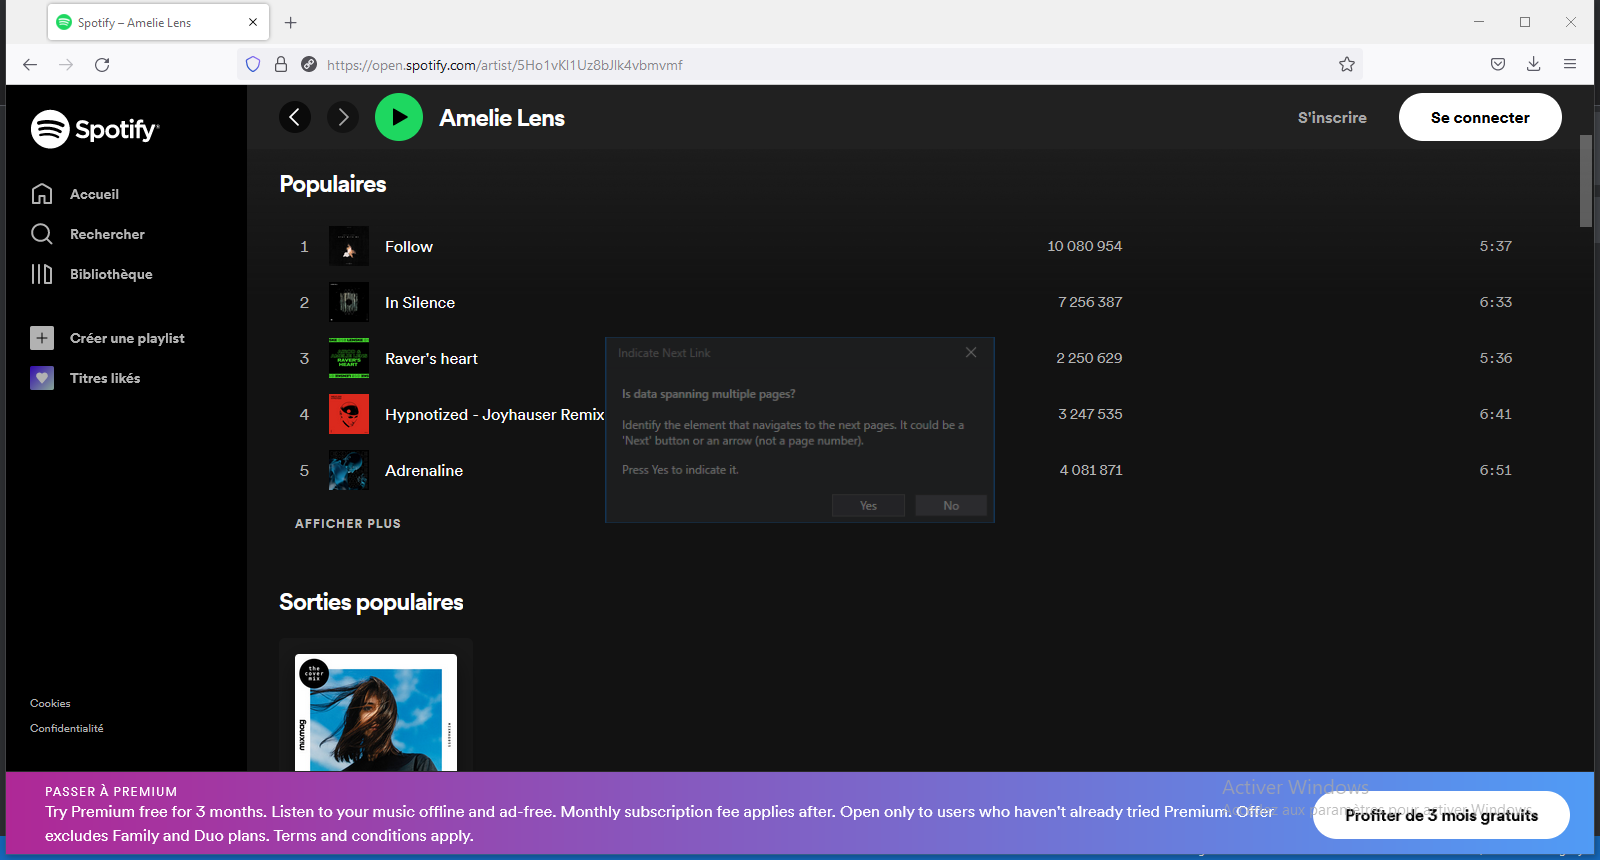 Spotify – Amelie Lens
https://open.spotify.com/artist/5Ho1vKl1Uz8bJlk4vbmvmf
Spotify
Amelie Lens
S'inscrire
Se connecter
Accueil
Rechercher
Bibliothèque
Créer une playlist
Titres likés
Cookies
Confidentialité
Populaires
1 Follow 10 080 954 5:37
2 In Silence 7 256 387 6:33
3 Raver's heart 2 250 629 5:36
4 Hypnotized - Joyhauser Remix 3 247 535 6:41
5 Adrenaline 4 081 871 6:51
AFFICHER PLUS
Indicate Next Link
Is data spanning multiple pages?
Identify the element that navigates to the next pages. It could be a
'Next' button or an arrow (not a page number).
Press Yes to indicate it.
Yes No
Sorties populaires
the
cover
mix
mixmag
PASSER À PREMIUM
Try Premium free for 3 months. Listen to your music offline and ad-free. Monthly subscription fee applies after. Open only to users who haven't already tried Premium. Offer
excludes Family and Duo plans. Terms and conditions apply.
Profiter de 3 mois gratuits
Activer Windows
aux paramètres pour activer Windows.